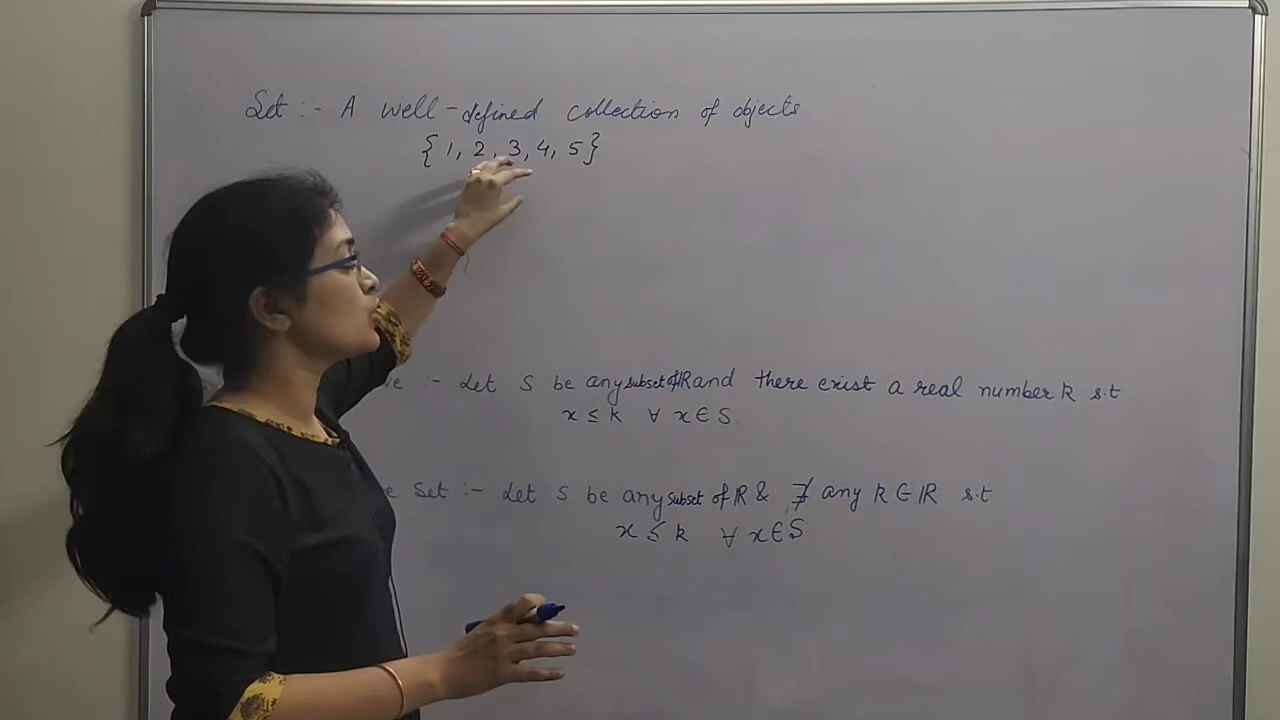 Set :- A well-defined collection of objects
{1, 2, 3, 4, 5}
:- Let S be any subset of ℝ and there exist a real number k s.t
x ≤ k ∀ x ∈ S
Set :- Let S be any subset of ℝ & ∄ any k ∈ ℝ s.t
x ≤ k ∀ x ∈ S